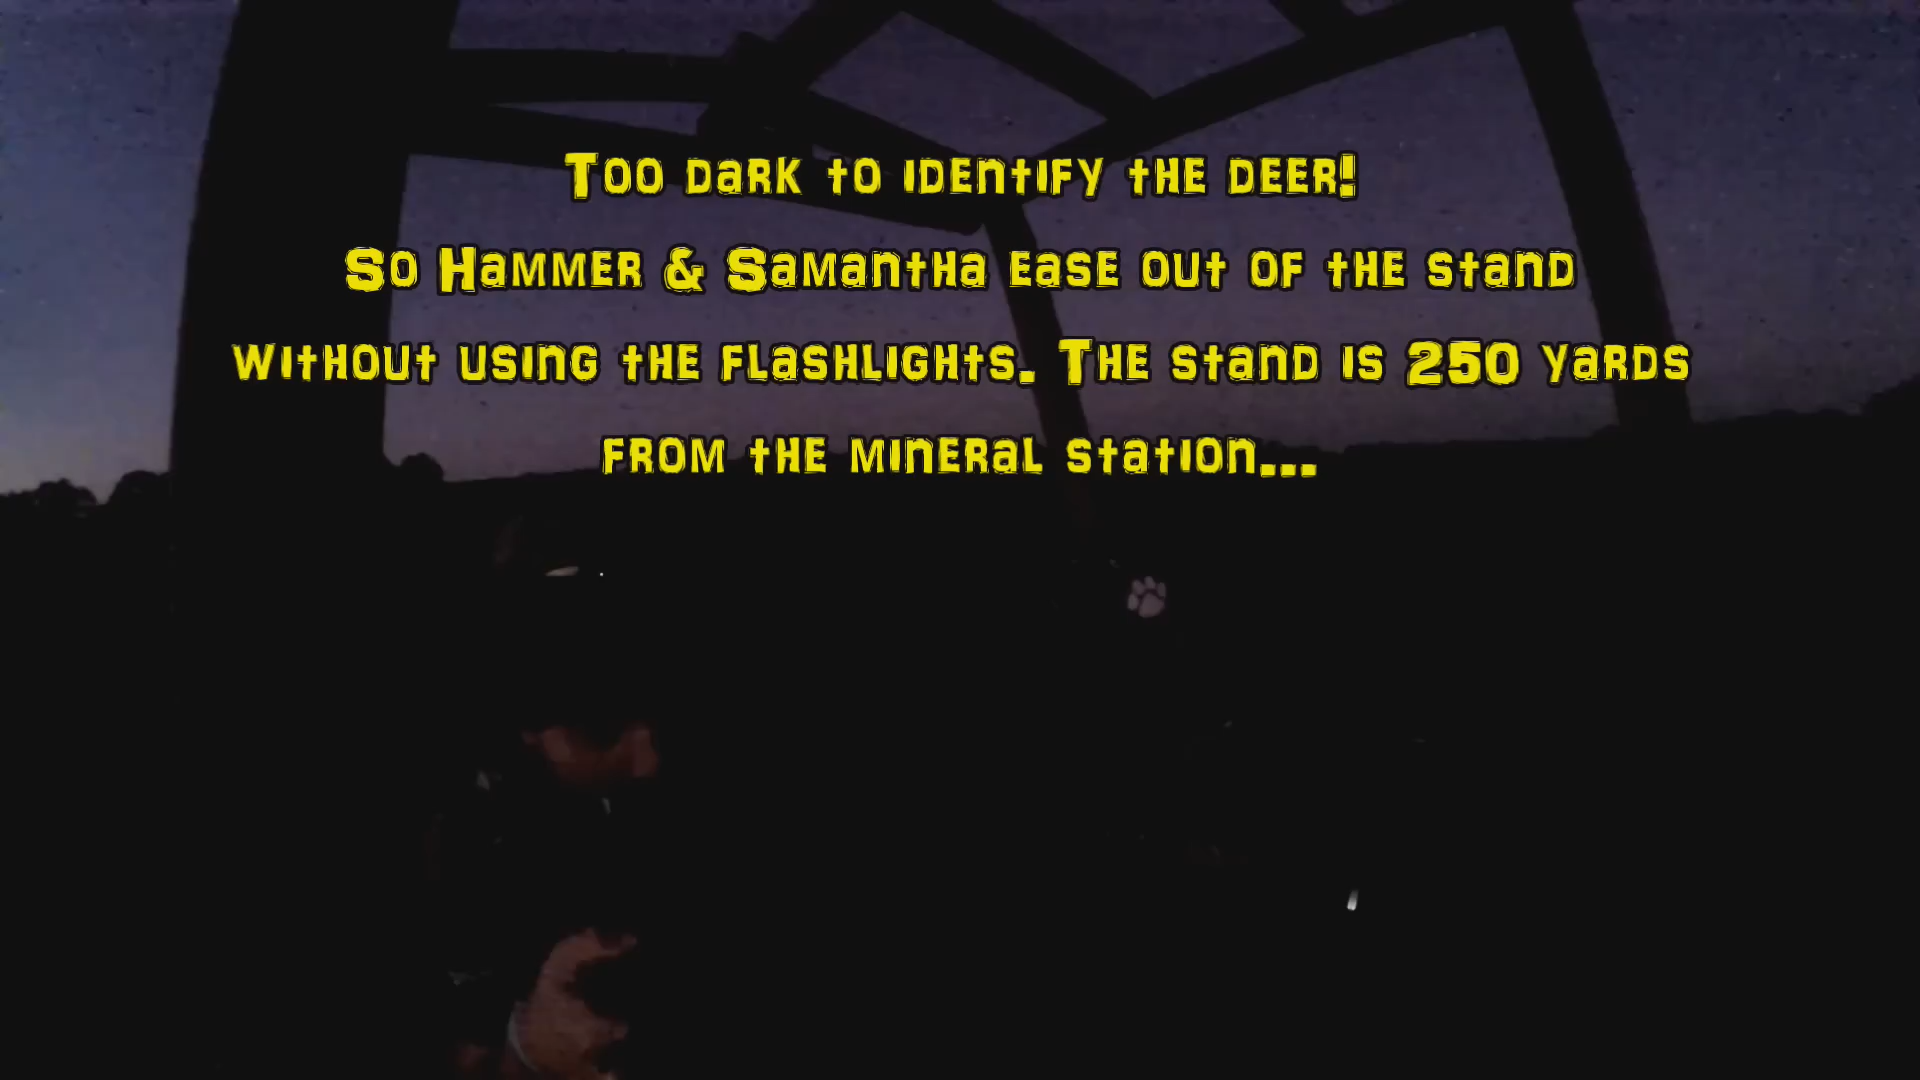 Too dark to identify the deer!
So Hammer & Samantha ease out of the stand
without using the flashlights. The stand is 250 yards
from the mineral station...